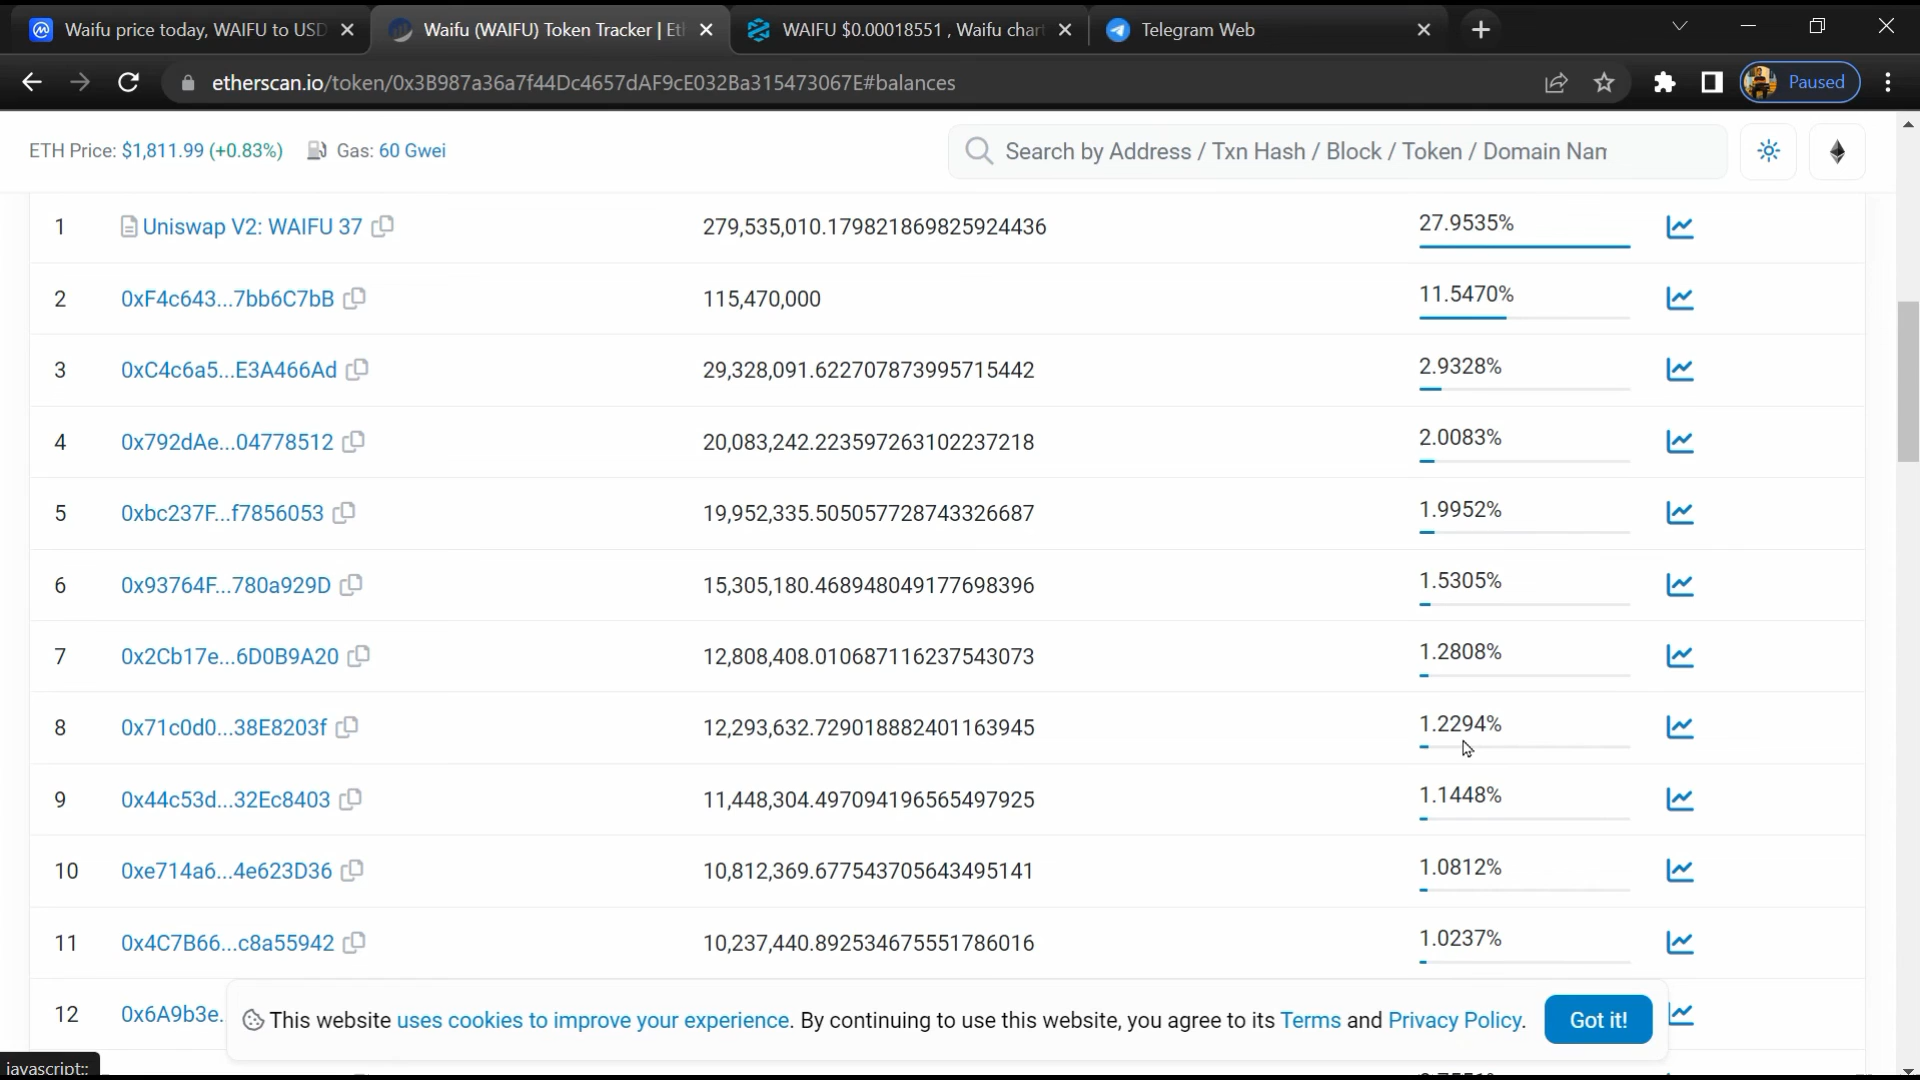 Waifu price today, WAIFU to USD
Waifu (WAIFU) Token Tracker | Et
WAIFU $0.00018551 , Waifu char
Telegram Web
etherscan.io/token/0x3B987a36a7f44Dc4657dAF9cE032Ba315473067E#balances
Paused
ETH Price: $1,811.99 (+0.83%) Gas: 60 Gwei
Search by Address / Txn Hash / Block / Token / Domain Nam
1 Uniswap V2: WAIFU 37 279,535,010.179821869825924436 27.9535%
2 0xF4c643...7bb6C7bB 115,470,000 11.5470%
3 0xC4c6a5...E3A466Ad 29,328,091.622707873995715442 2.9328%
4 0x792dAe...04778512 20,083,242.223597263102237218 2.0083%
5 0xbc237F...f7856053 19,952,335.505057728743326687 1.9952%
6 0x93764F...780a929D 15,305,180.468948049177698396 1.5305%
7 0x2Cb17e...6D0B9A20 12,808,408.010687116237543073 1.2808%
8 0x71c0d0...38E8203f 12,293,632.729018882401163945 1.2294%
9 0x44c53d...32Ec8403 11,448,304.497094196565497925 1.1448%
10 0xe714a6...4e623D36 10,812,369.677543705643495141 1.0812%
11 0x4C7B66...c8a55942 10,237,440.892534675551786016 1.0237%
12 0x6A9b3e.
This website uses cookies to improve your experience. By continuing to use this website, you agree to its Terms and Privacy Policy.
Got it!
javascript:;